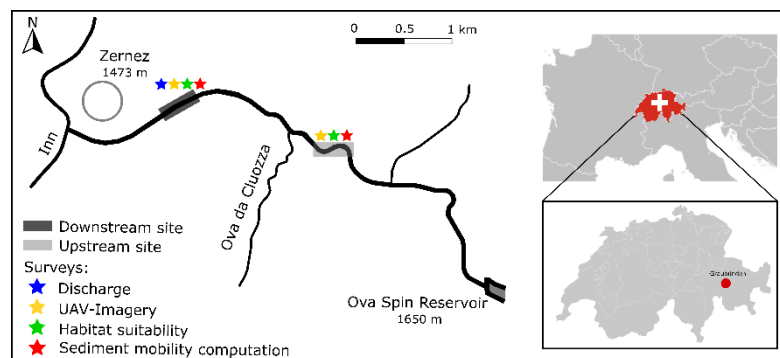 N
Zernez
1473 m
0 0.5 1 km
Inn
Ova da Cluozza
Downstream site
Upstream site
Surveys:
Discharge
UAV-Imagery
Habitat suitability
Sediment mobility computation
Ova Spin Reservoir
1650 m
Graubünden